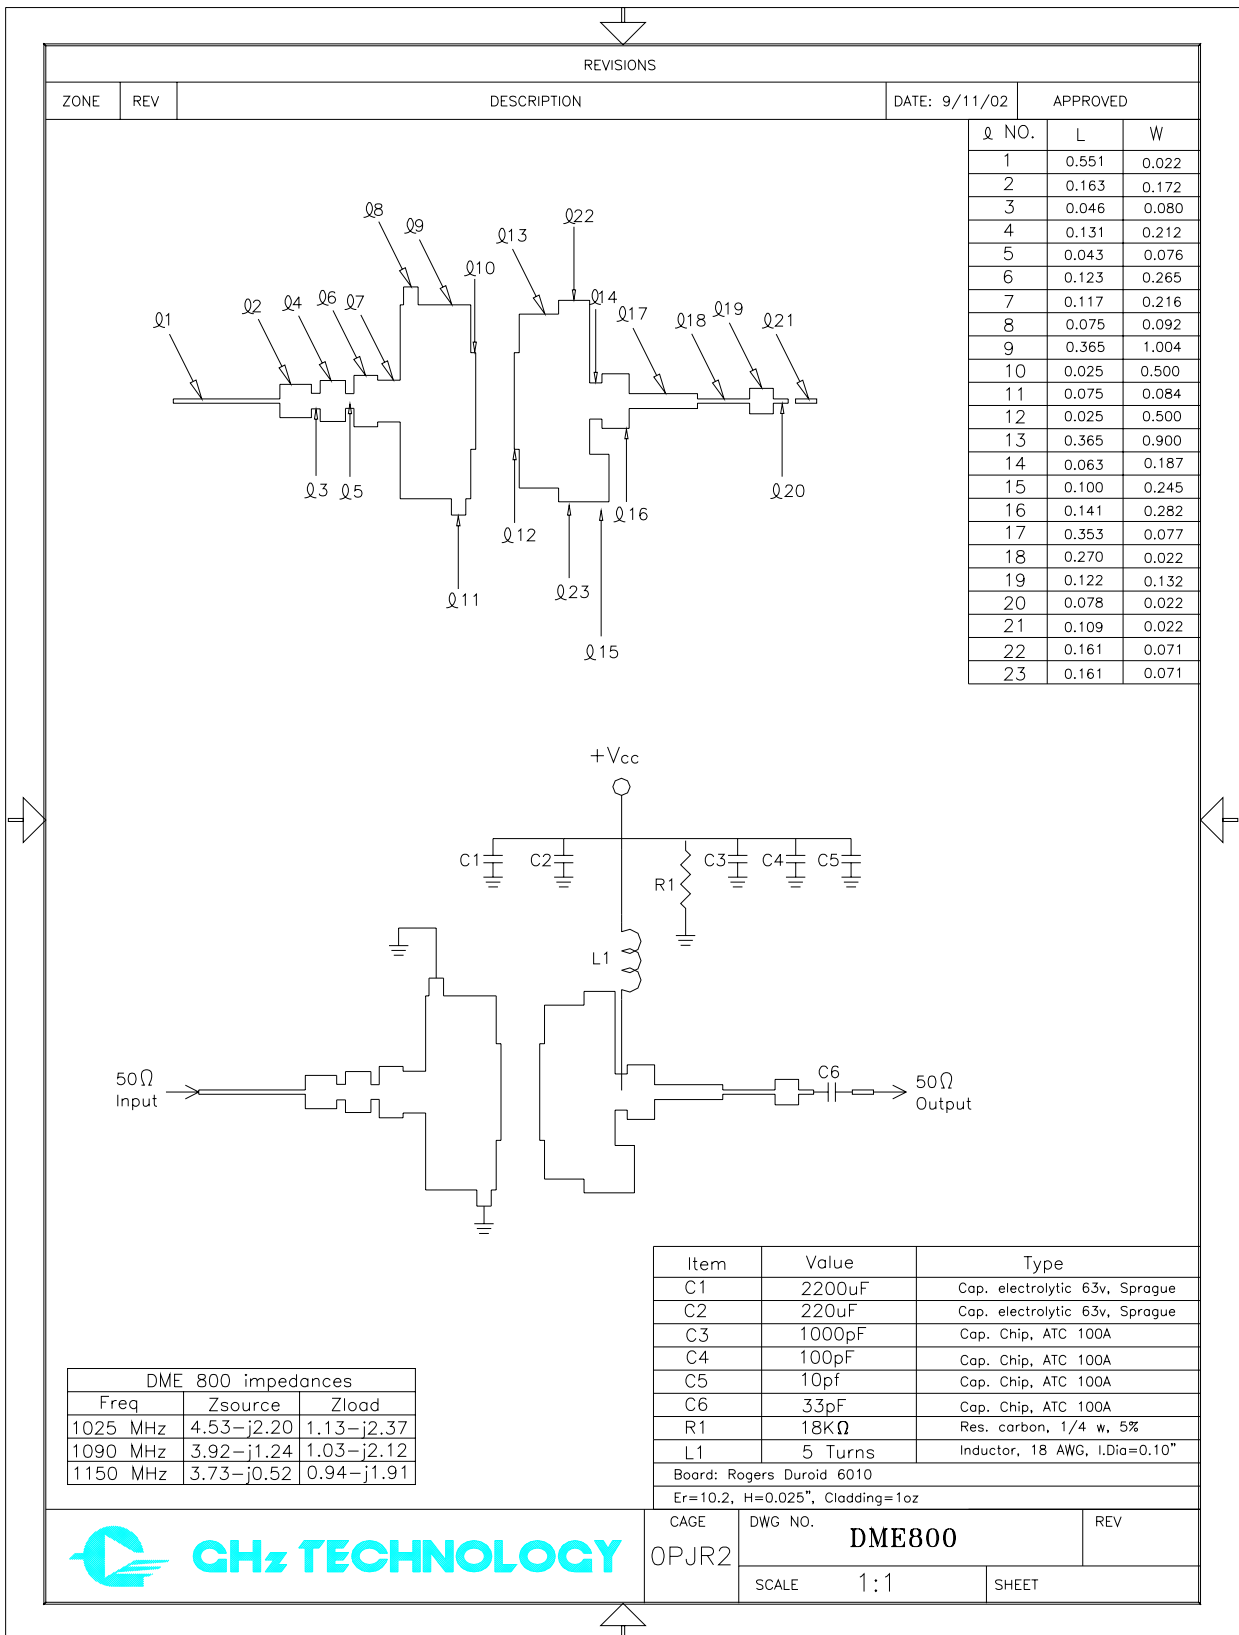 REVISIONS
ZONE REV DESCRIPTION DATE: 9/11/02 APPROVED
ℓ NO. L W
1 0.551 0.022
2 0.163 0.172
3 0.046 0.080
4 0.131 0.212
5 0.043 0.076
6 0.123 0.265
7 0.117 0.216
8 0.075 0.092
9 0.365 1.004
10 0.025 0.500
11 0.075 0.084
12 0.025 0.500
13 0.365 0.900
14 0.063 0.187
15 0.100 0.245
16 0.141 0.282
17 0.353 0.077
18 0.270 0.022
19 0.122 0.132
20 0.078 0.022
21 0.109 0.022
22 0.161 0.071
23 0.161 0.071
ℓ8 ℓ9 ℓ22
ℓ13
ℓ10
ℓ1 ℓ2 ℓ4 ℓ6 ℓ7 ℓ14 ℓ17 ℓ18 ℓ19 ℓ21
ℓ3 ℓ5 ℓ20
ℓ12 ℓ16
ℓ11 ℓ23
ℓ15
+Vcc
C1 C2 C3 C4 C5
R1
L1
50Ω
Input
C6
50Ω
Output
Item Value Type
C1 2200uF Cap. electrolytic 63v, Sprague
C2 220uF Cap. electrolytic 63v, Sprague
C3 1000pF Cap. Chip, ATC 100A
C4 100pF Cap. Chip, ATC 100A
C5 10pf Cap. Chip, ATC 100A
C6 33pF Cap. Chip, ATC 100A
R1 18KΩ Res. carbon, 1/4 w, 5%
L1 5 Turns Inductor, 18 AWG, I.Dia=0.10"
Board: Rogers Duroid 6010
Er=10.2, H=0.025", Cladding=1oz
DME 800 impedances
Freq Zsource Zload
1025 MHz 4.53-j2.20 1.13-j2.37
1090 MHz 3.92-j1.24 1.03-j2.12
1150 MHz 3.73-j0.52 0.94-j1.91
GHz TECHNOLOGY
CAGE
0PJR2
DWG NO. DME800
REV
SCALE 1:1
SHEET